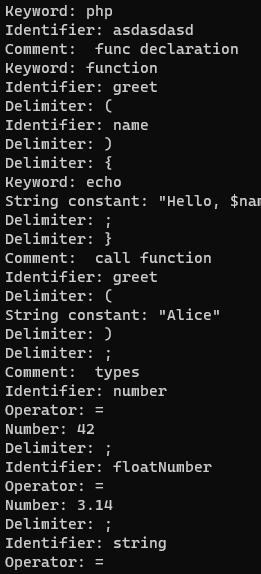 Keyword: php
Identifier: asdasdasd
Comment:  func declaration
Keyword: function
Identifier: greet
Delimiter: (
Identifier: name
Delimiter: )
Delimiter: {
Keyword: echo
String constant: "Hello, $nam
Delimiter: ;
Delimiter: }
Comment:  call function
Identifier: greet
Delimiter: (
String constant: "Alice"
Delimiter: )
Delimiter: ;
Comment:  types
Identifier: number
Operator: =
Number: 42
Delimiter: ;
Identifier: floatNumber
Operator: =
Number: 3.14
Delimiter: ;
Identifier: string
Operator: =